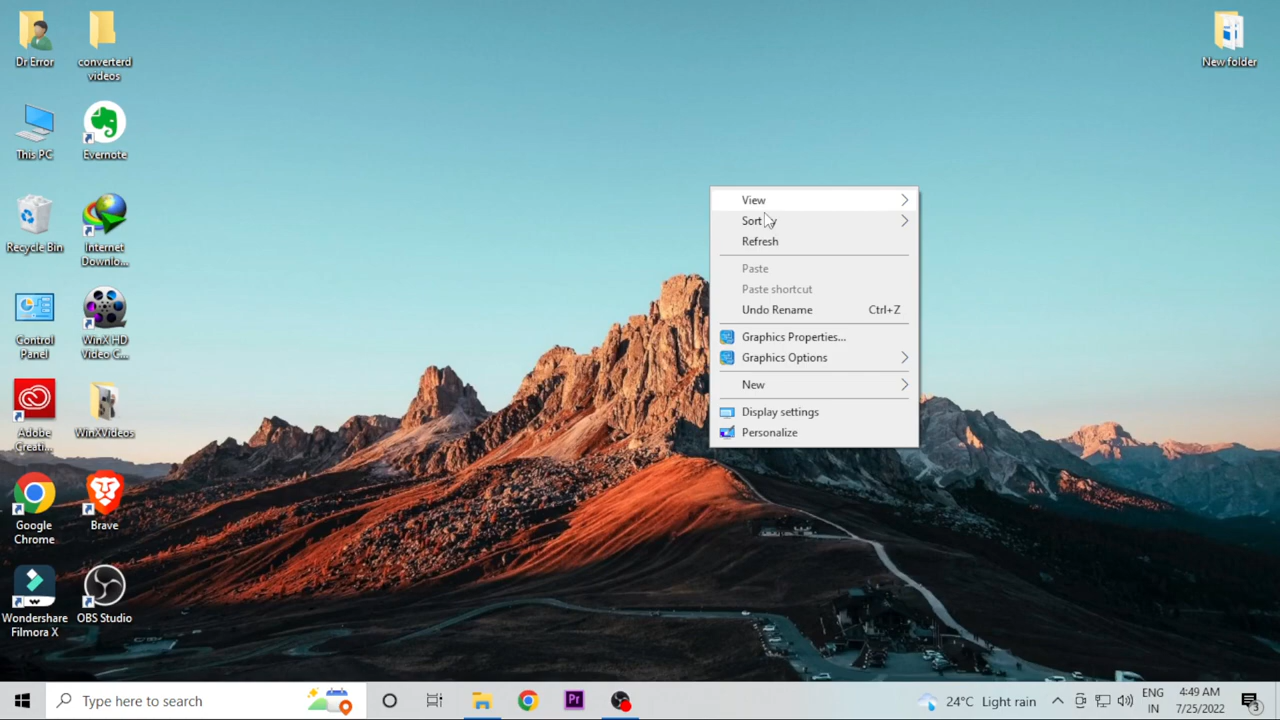 Dr Error
converterd
videos
New folder
This PC
Evernote
Recycle Bin
Internet
Downlo...
Control
Panel
WinX HD
Video C...
Adobe
Creati...
WinXVideos
Google
Chrome
Brave
Wondershare
Filmora X
OBS Studio
View
Sort
Refresh
Paste
Paste shortcut
Undo Rename Ctrl+Z
Graphics Properties...
Graphics Options
New
Display settings
Personalize
Type here to search
Pr
24°C Light rain
ENG
IN
4:49 AM
7/25/2022
3